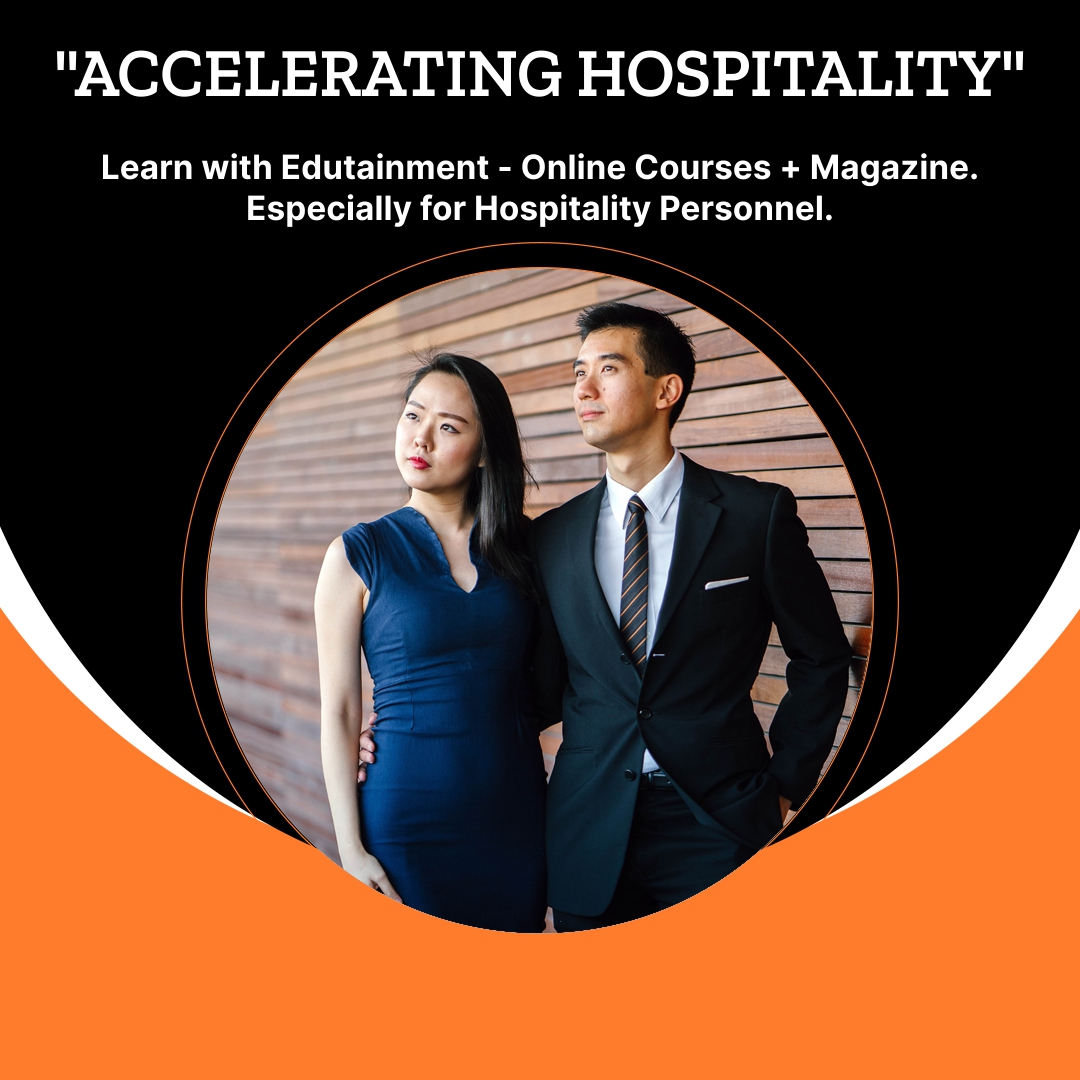 "ACCELERATING HOSPITALITY"
Learn with Edutainment - Online Courses + Magazine.
Especially for Hospitality Personnel.